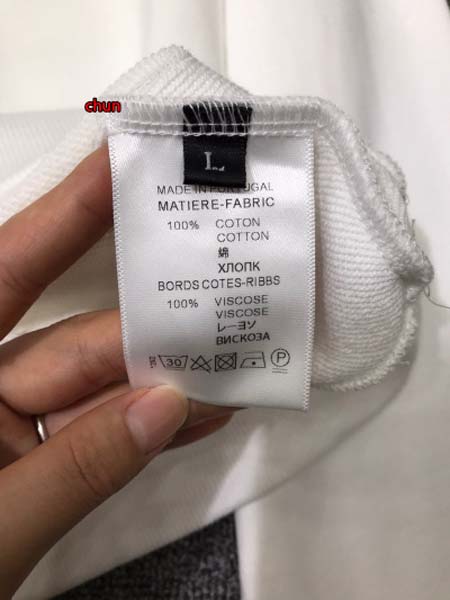 chun
L
MADE IN PORTUGAL
MATIERE-FABRIC
100% COTON
COTTON
綿
ХЛОПК
BORDS COTES-RIBBS
100% VISCOSE
VISCOSE
レーヨソ
ВИСКОЗА
30 P